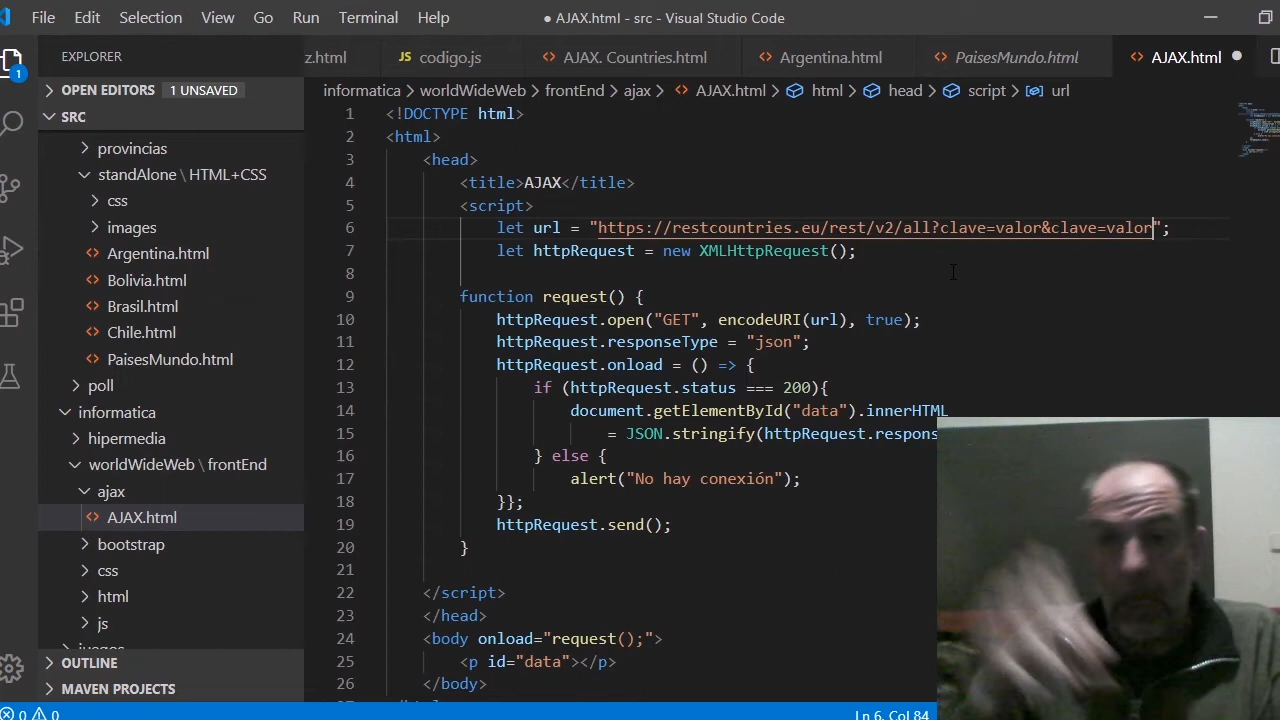 File Edit Selection View Go Run Terminal Help ● AJAX.html - src - Visual Studio Code
EXPLORER
z.html codigo.js AJAX. Countries.html Argentina.html PaisesMundo.html AJAX.html
1
OPEN EDITORS 1 UNSAVED
informatica > worldWideWeb > frontEnd > ajax > AJAX.html > html > head > script > url
SRC
provincias
standAlone \ HTML+CSS
css
images
Argentina.html
Bolivia.html
Brasil.html
Chile.html
PaisesMundo.html
poll
informatica
hipermedia
worldWideWeb \ frontEnd
ajax
AJAX.html
bootstrap
css
html
js
juegos
OUTLINE
MAVEN PROJECTS
1 <!DOCTYPE html>
2 <html>
3 <head>
4 <title>AJAX</title>
5 <script>
6 let url = "https://restcountries.eu/rest/v2/all?clave=valor&clave=valor";
7 let httpRequest = new XMLHttpRequest();
8
9 function request() {
10 httpRequest.open("GET", encodeURI(url), true);
11 httpRequest.responseType = "json";
12 httpRequest.onload = () => {
13 if (httpRequest.status === 200){
14 document.getElementById("data").innerHTML
15 = JSON.stringify(httpRequest.respons
16 } else {
17 alert("No hay conexión");
18 }};
19 httpRequest.send();
20 }
21
22 </script>
23 </head>
24 <body onload="request();">
25 <p id="data"></p>
26 </body>
0 0 Ln 6, Col 84